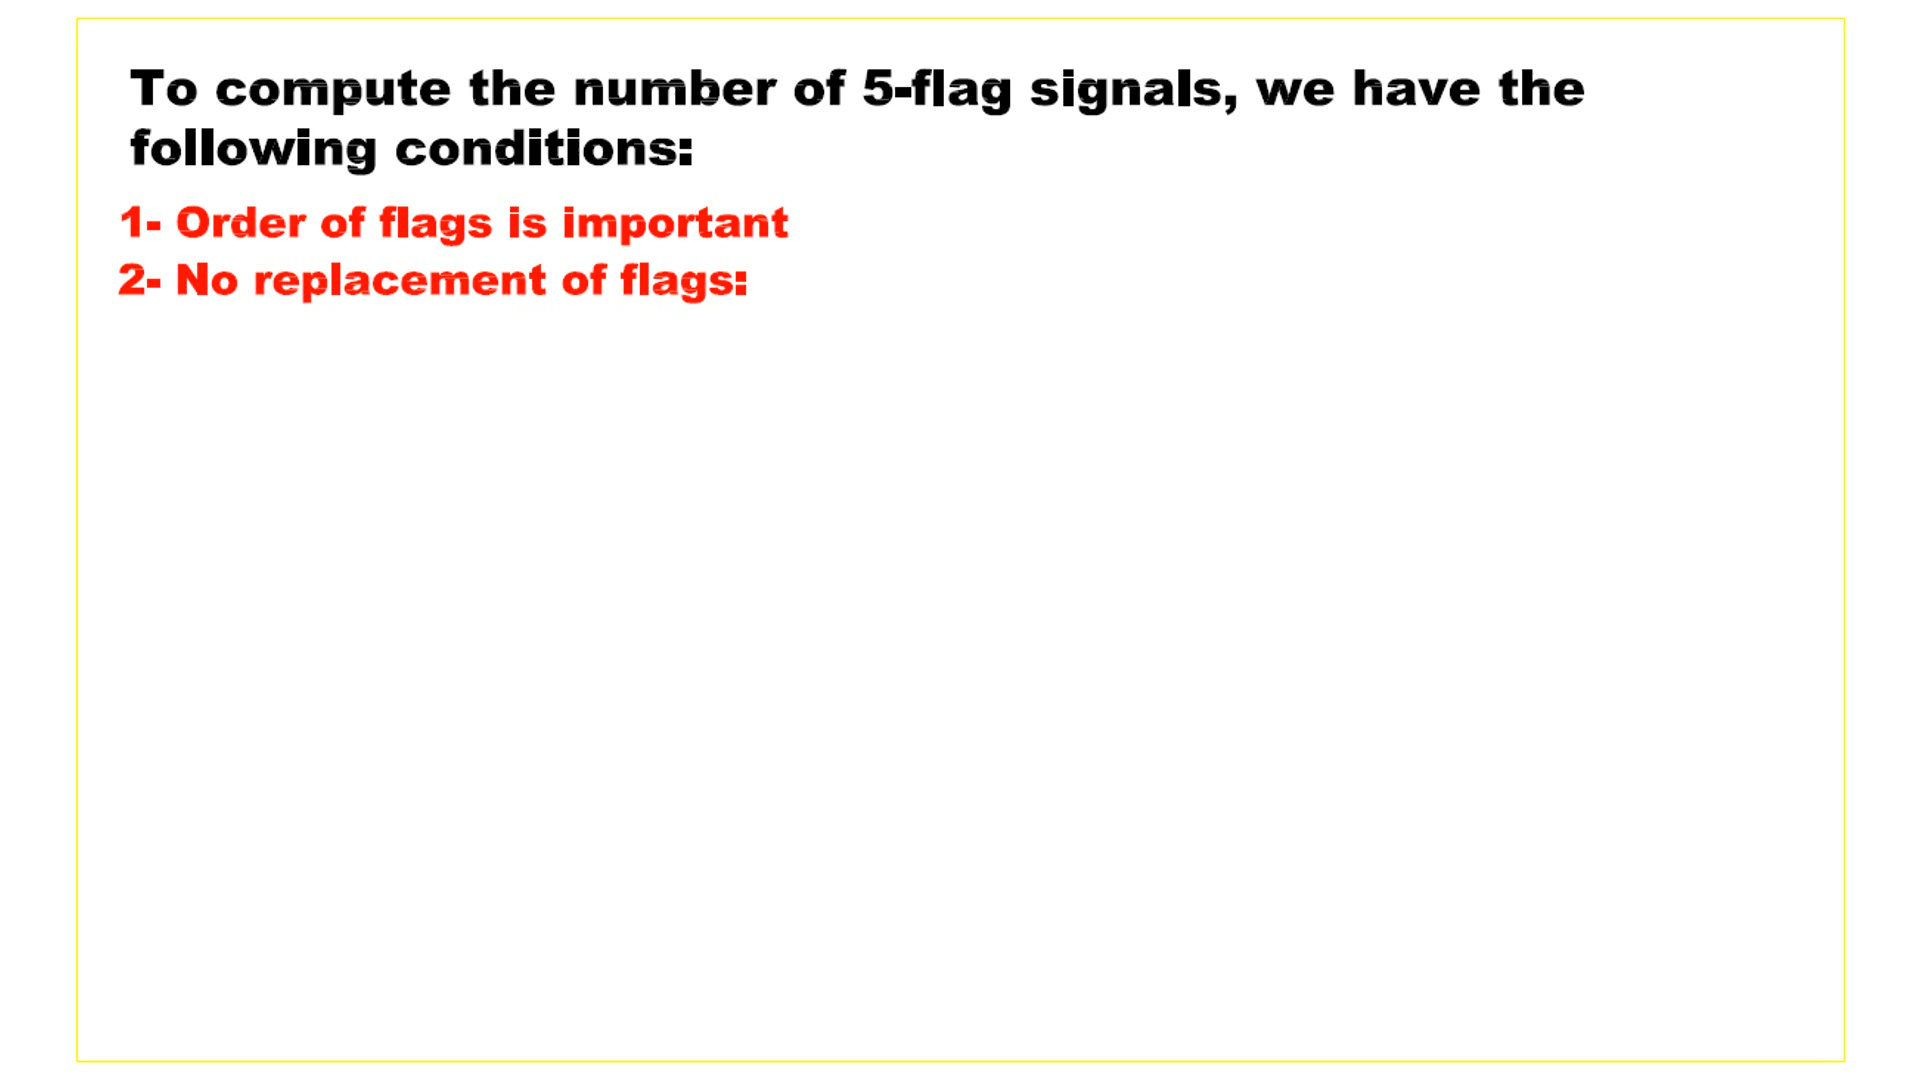 To compute the number of 5-flag signals, we have the
following conditions:
1- Order of flags is important
2- No replacement of flags: